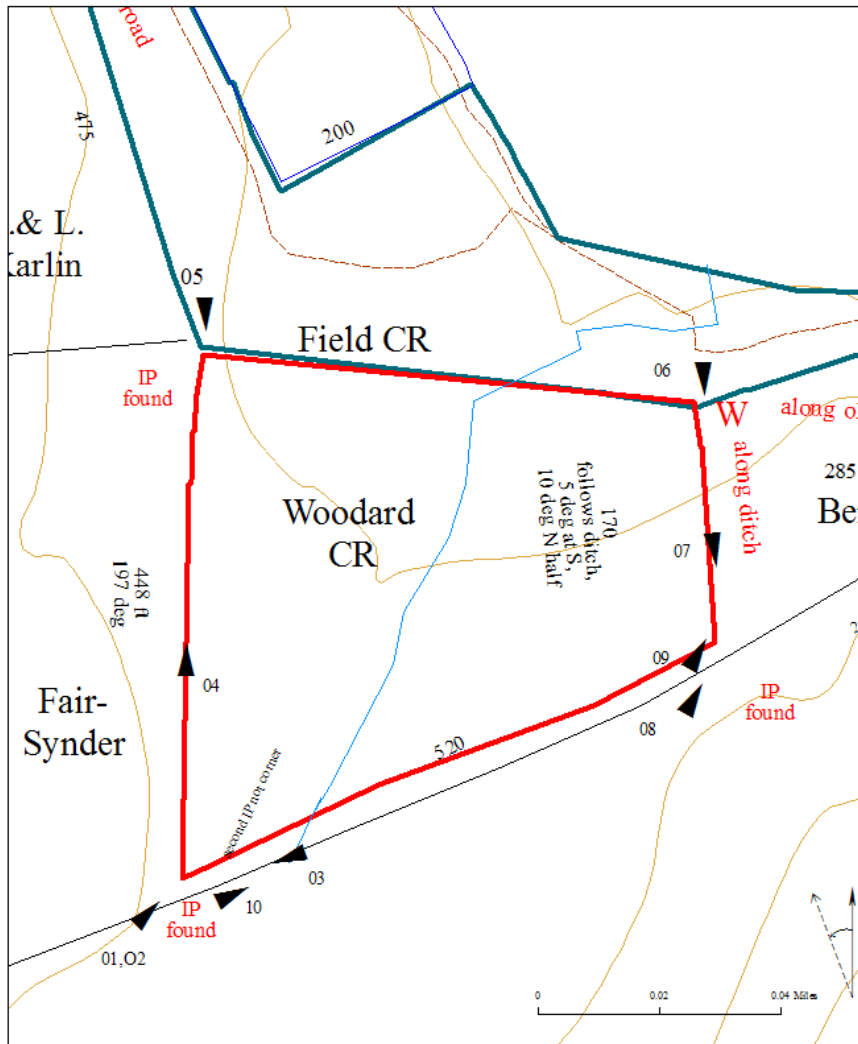 road
475
200
.& L.
Karlin
05
Field CR
IP
found
06
W
along ol
along ditch
285
Be
170
follows ditch,
5 deg at S,
10 deg N half
Woodard
CR
07
448 ft
197 deg
04
09
Fair-
Synder
IP
found
08
520
second IP not corner
03
IP
found
10
01,O2
0
0.02
0.04 Miles